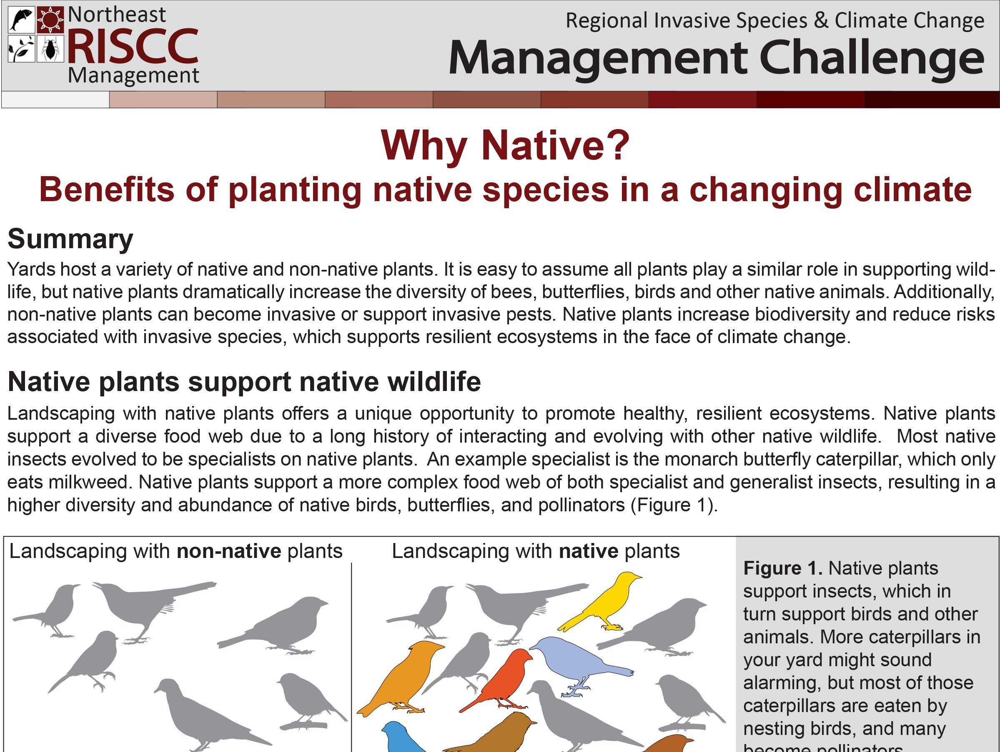 Northeast
RISCC
Management
Regional Invasive Species & Climate Change
Management Challenge
Why Native?
Benefits of planting native species in a changing climate
Summary
Yards host a variety of native and non-native plants. It is easy to assume all plants play a similar role in supporting wild-
life, but native plants dramatically increase the diversity of bees, butterflies, birds and other native animals. Additionally,
non-native plants can become invasive or support invasive pests. Native plants increase biodiversity and reduce risks
associated with invasive species, which supports resilient ecosystems in the face of climate change.
Native plants support native wildlife
Landscaping with native plants offers a unique opportunity to promote healthy, resilient ecosystems. Native plants
support a diverse food web due to a long history of interacting and evolving with other native wildlife.  Most native
insects evolved to be specialists on native plants.  An example specialist is the monarch butterfly caterpillar, which only
eats milkweed. Native plants support a more complex food web of both specialist and generalist insects, resulting in a
higher diversity and abundance of native birds, butterflies, and pollinators (Figure 1).
Landscaping with non-native plants
Landscaping with native plants
Figure 1. Native plants
support insects, which in
turn support birds and other
animals. More caterpillars in
your yard might sound
alarming, but most of those
caterpillars are eaten by
nesting birds, and many
become pollinators